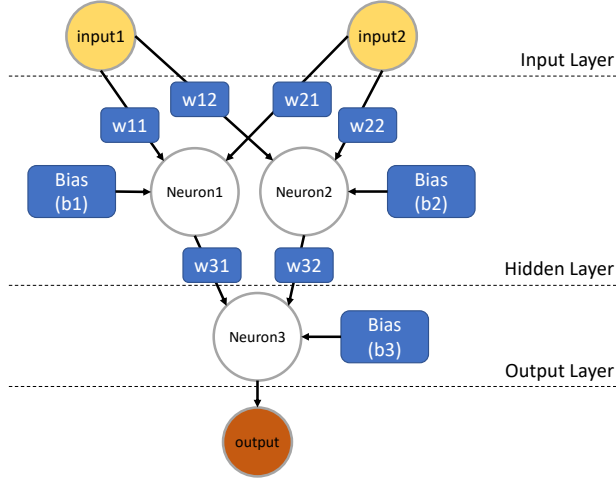 input1
input2
Input Layer
w12
w21
w11
w22
Bias
(b1)
Neuron1
Neuron2
Bias
(b2)
w31
w32
Hidden Layer
Neuron3
Bias
(b3)
Output Layer
output